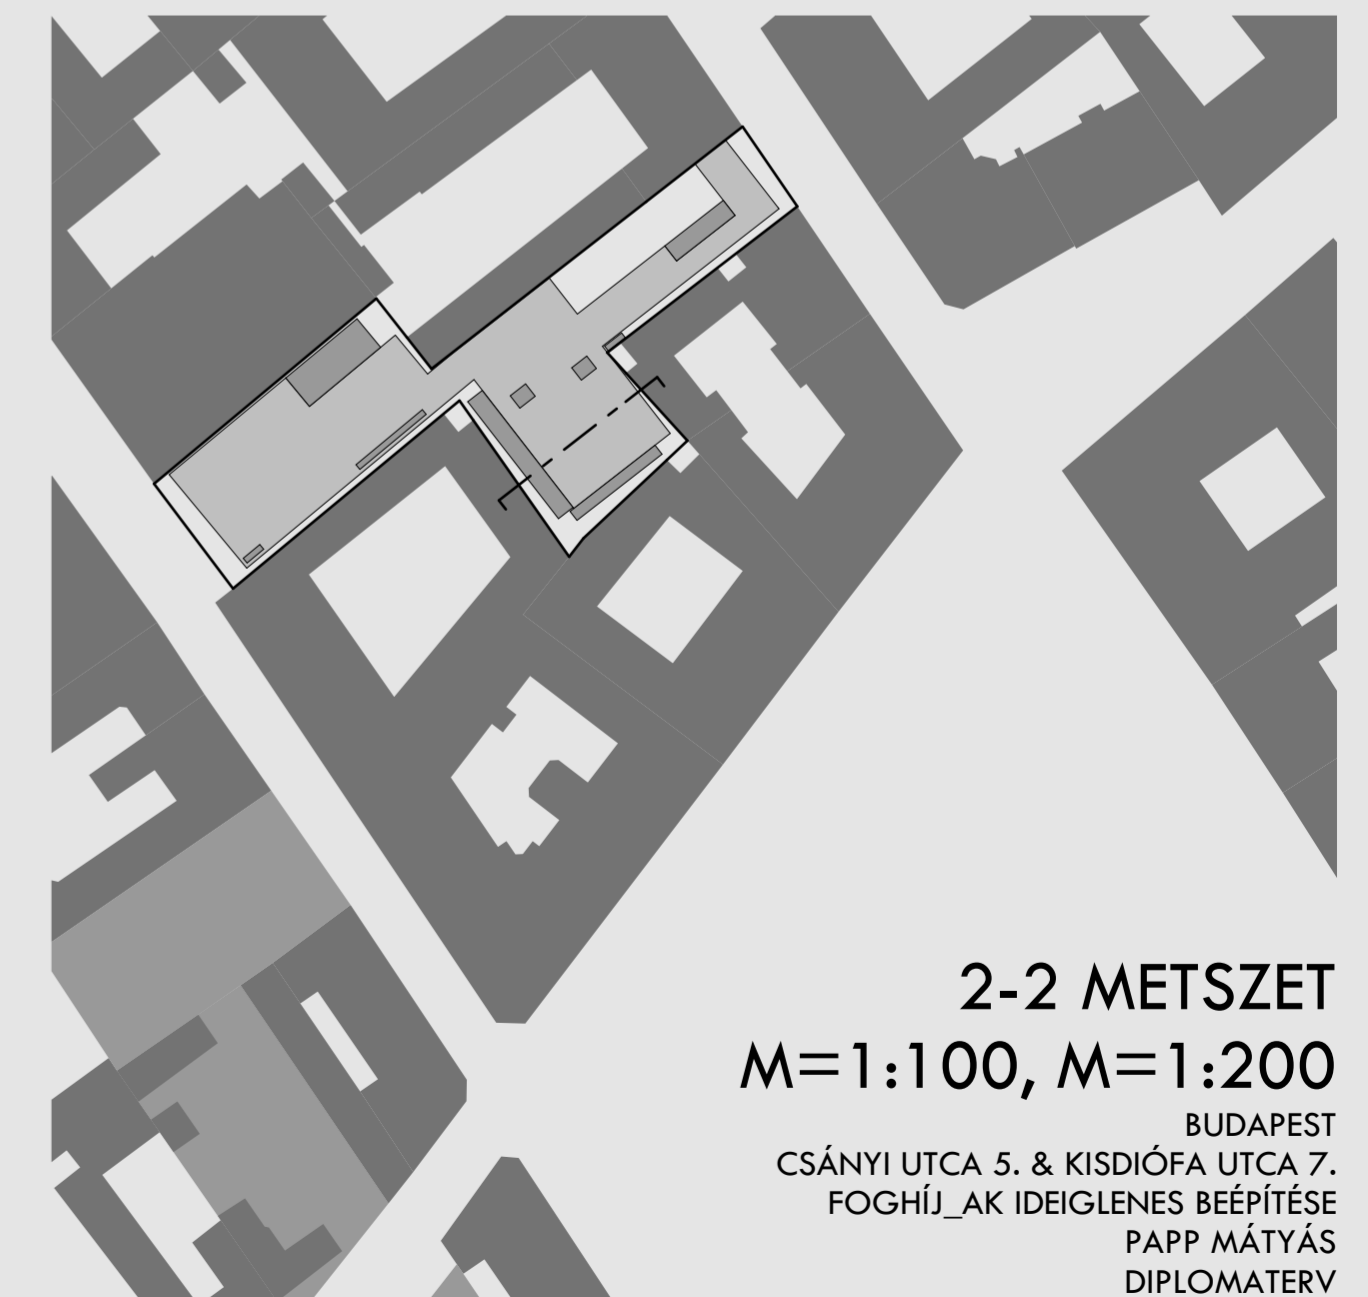 2-2 METSZET
M=1:100, M=1:200
BUDAPEST
CSÁNYI UTCA 5. & KISDIÓFA UTCA 7.
FOGHÍJ_AK IDEIGLENES BEÉPÍTÉSE
PAPP MÁTYÁS
DIPLOMATERV